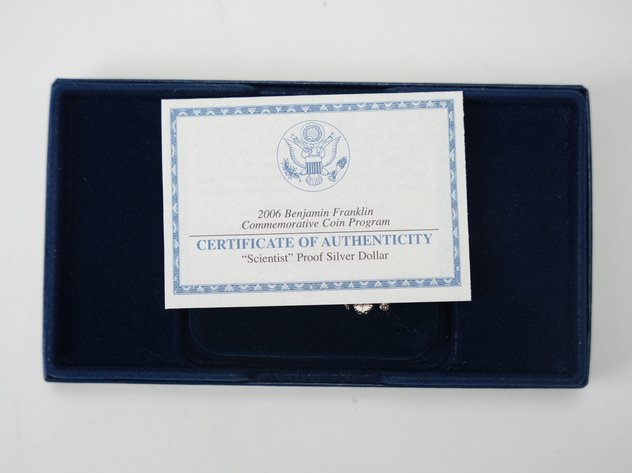 2006 Benjamin Franklin
Commemorative Coin Program
CERTIFICATE OF AUTHENTICITY
“Scientist” Proof Silver Dollar